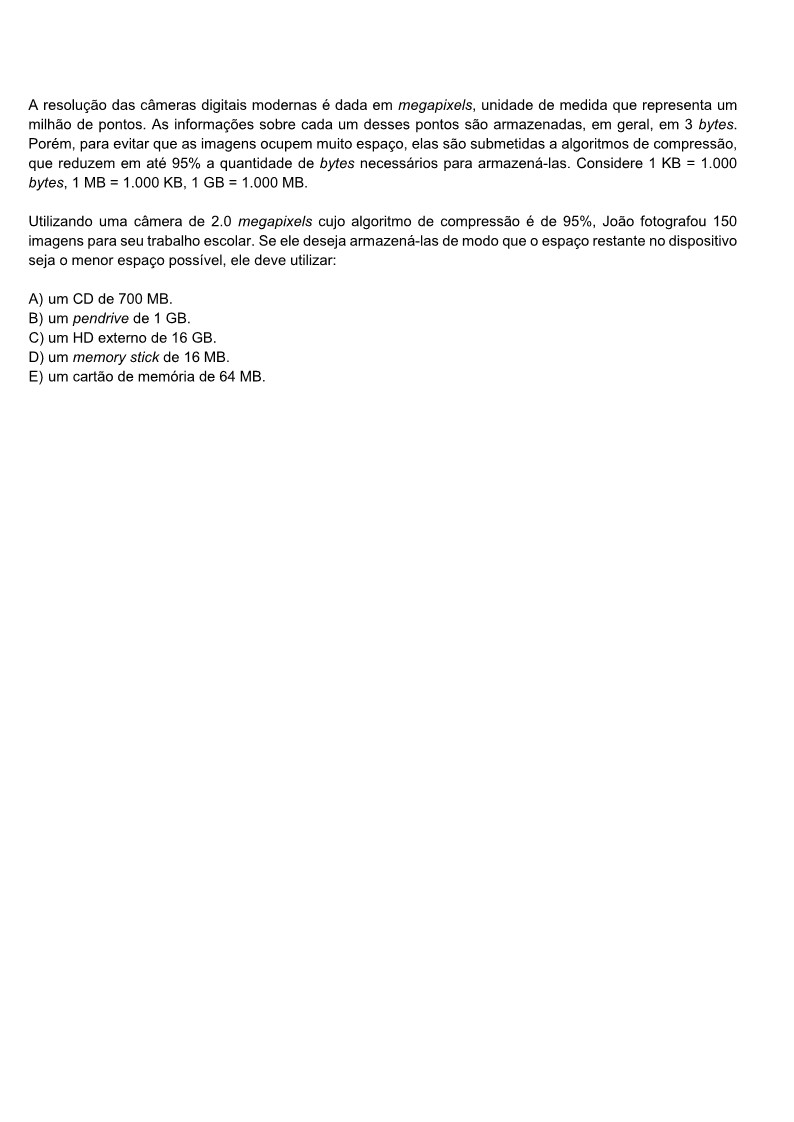 A resolução das câmeras digitais modernas é dada em megapixels, unidade de medida que representa um
milhão de pontos. As informações sobre cada um desses pontos são armazenadas, em geral, em 3 bytes.
Porém, para evitar que as imagens ocupem muito espaço, elas são submetidas a algoritmos de compressão,
que reduzem em até 95% a quantidade de bytes necessários para armazená-las. Considere 1 KB = 1.000
bytes, 1 MB = 1.000 KB, 1 GB = 1.000 MB.
Utilizando uma câmera de 2.0 megapixels cujo algoritmo de compressão é de 95%, João fotografou 150
imagens para seu trabalho escolar. Se ele deseja armazená-las de modo que o espaço restante no dispositivo
seja o menor espaço possível, ele deve utilizar:
A) um CD de 700 MB.
B) um pendrive de 1 GB.
C) um HD externo de 16 GB.
D) um memory stick de 16 MB.
E) um cartão de memória de 64 MB.